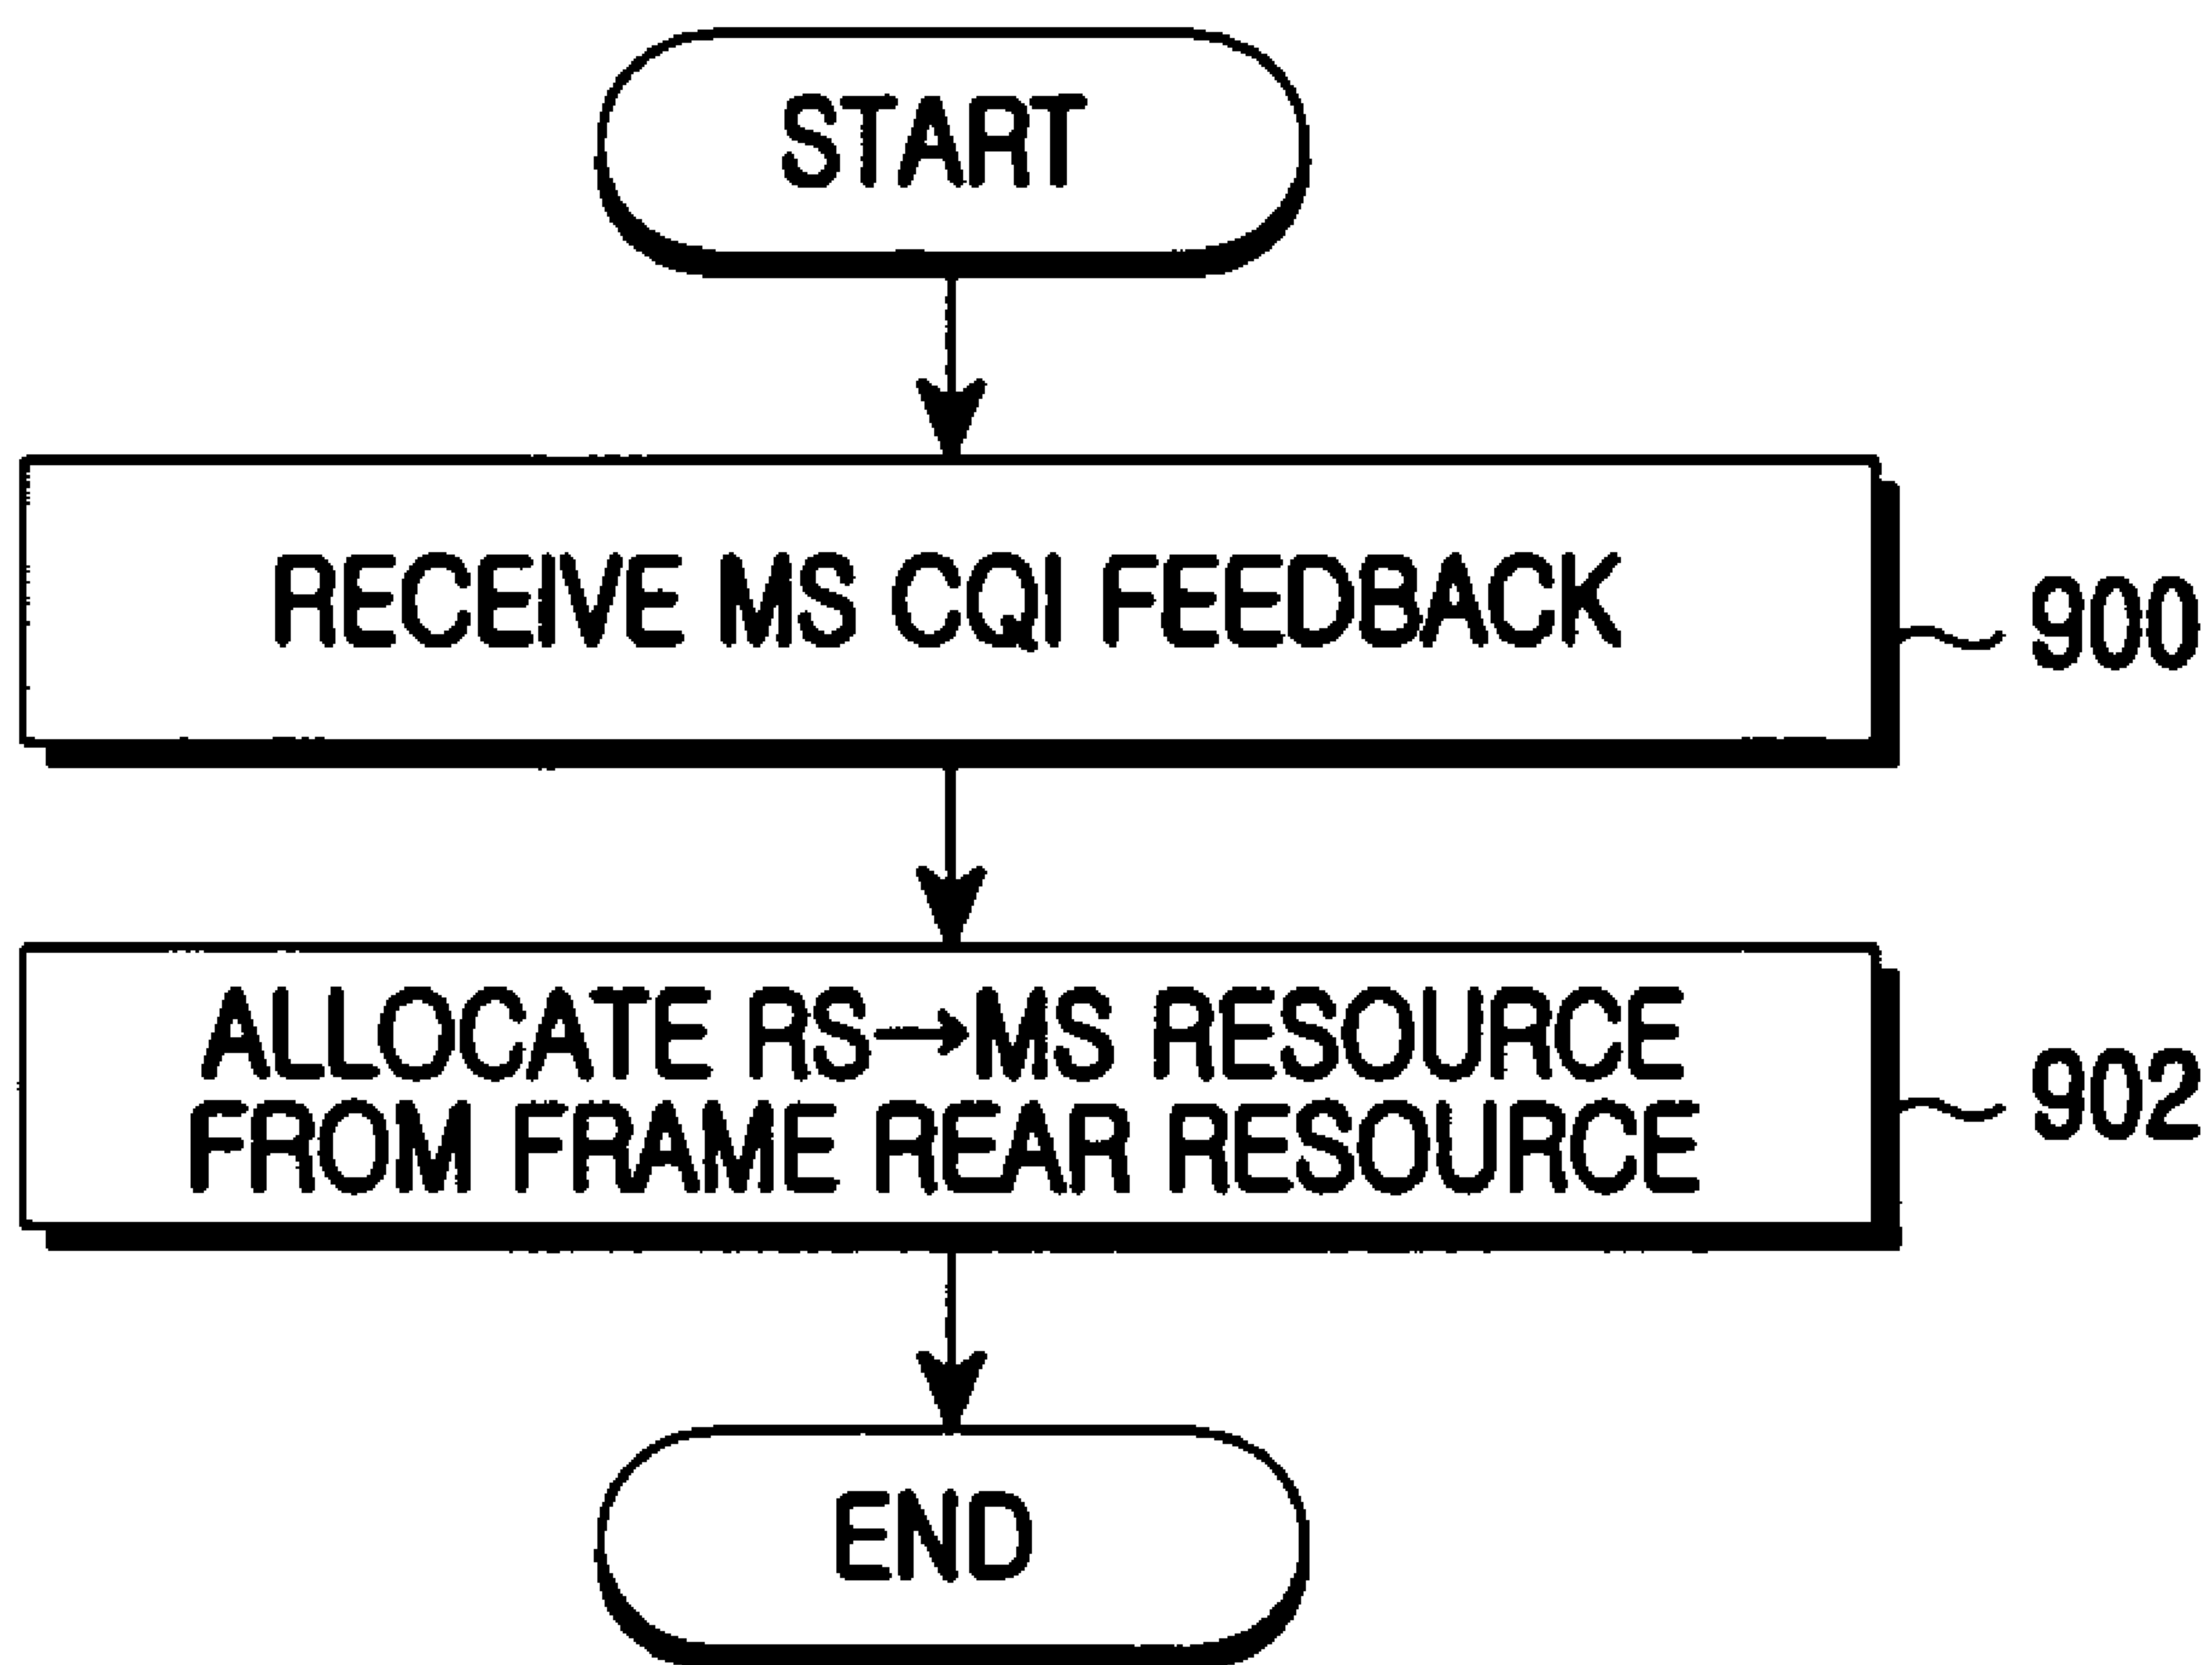 START
RECEIVE MS CQI FEEDBACK
900
ALLOCATE RS→MS RESOURCE
FROM FRAME REAR RESOURCE
902
END